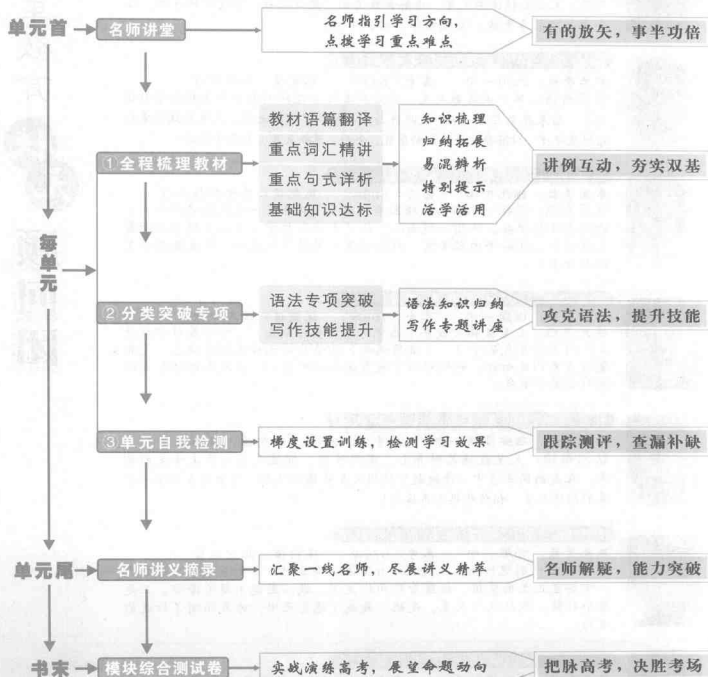 单元首
名师讲堂
名师指引学习方向，
点拨学习重点难点
有的放矢，事半功倍
每单元
①全程梳理教材
教材语篇翻译
重点词汇精讲
重点句式详析
基础知识达标
知识梳理
归纳拓展
易混辨析
特别提示
活学活用
讲例互动，夯实双基
②分类突破专项
语法专项突破
写作技能提升
语法知识归纳
写作专题讲座
攻克语法，提升技能
③单元自我检测
梯度设置训练，检测学习效果
跟踪测评，查漏补缺
单元尾
名师讲义摘录
汇聚一线名师，尽展讲义精萃
名师解疑，能力突破
书末
模块综合测试卷
实战演练高考，展望命题动向
把脉高考，决胜考场